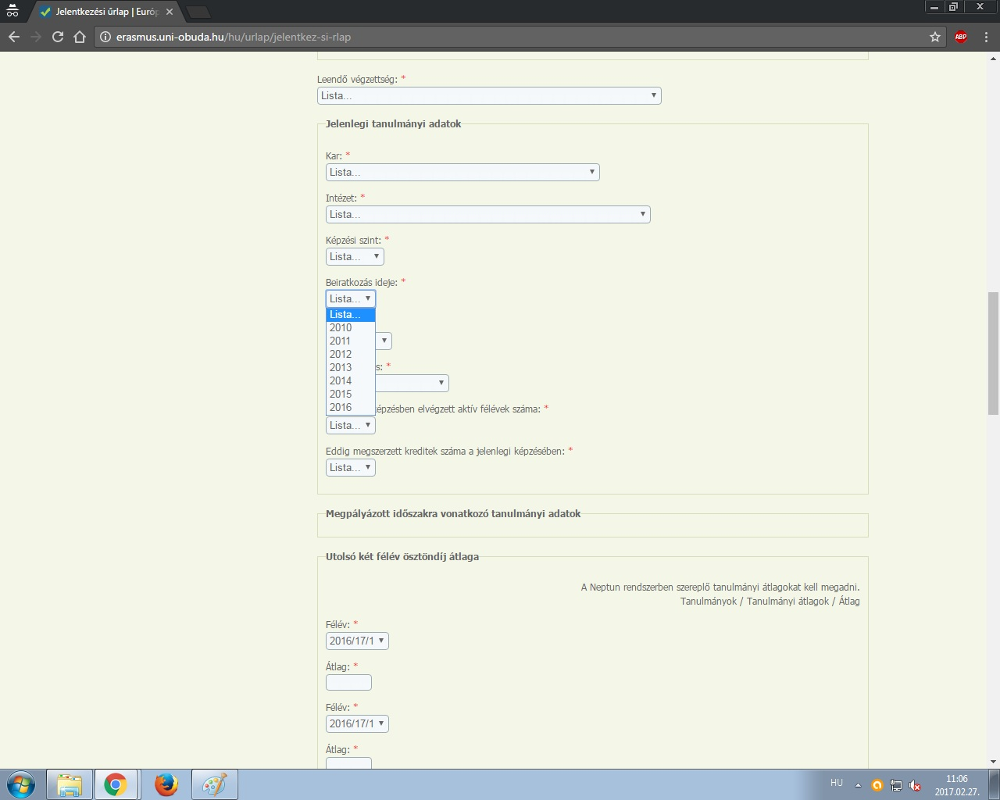 Jelentkezési űrlap | Európ
erasmus.uni-obuda.hu/hu/urlap/jelentkez-si-rlap
ABP
Leendő végzettség: *
Lista...
Jelenlegi tanulmányi adatok
Kar: *
Lista...
Intézet: *
Lista...
Képzési szint: *
Lista...
Beiratkozás ideje: *
Lista...
Lista...
2010
2011
2012
2013
s: *
2014
2015
2016
épzésben elvégzett aktív félévek száma: *
Lista...
Eddig megszerzett kreditek száma a jelenlegi képzésében: *
Lista...
Megpályázott időszakra vonatkozó tanulmányi adatok
Utolsó két félév ösztöndíj átlaga
A Neptun rendszerben szereplő tanulmányi átlagokat kell megadni.
Tanulmányok / Tanulmányi átlagok / Átlag
Félév: *
2016/17/1
Átlag: *
Félév: *
2016/17/1
Átlag: *
HU
11:06
2017.02.27.